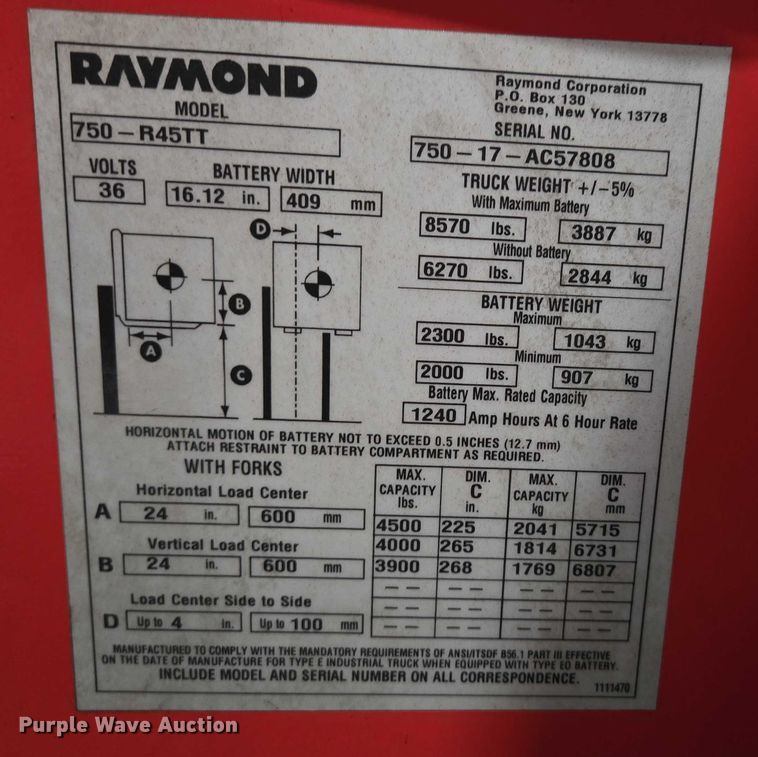 RAYMOND
Raymond Corporation
P.O. Box 130
Greene, New York 13778
MODEL
750-R45TT
SERIAL NO.
750-17-AC57808
VOLTS
36
BATTERY WIDTH
16.12 in. 409 mm
TRUCK WEIGHT +/-5%
With Maximum Battery
8570 lbs. 3887 kg
Without Battery
6270 lbs. 2844 kg
BATTERY WEIGHT
Maximum
2300 lbs. 1043 kg
Minimum
2000 lbs. 907 kg
Battery Max. Rated Capacity
1240 Amp Hours At 6 Hour Rate
D
B
A
C
HORIZONTAL MOTION OF BATTERY NOT TO EXCEED 0.5 INCHES (12.7 mm)
ATTACH RESTRAINT TO BATTERY COMPARTMENT AS REQUIRED.
WITH FORKS
Horizontal Load Center
A 24 in. 600 mm
Vertical Load Center
B 24 in. 600 mm
Load Center Side to Side
D Up to 4 in. Up to 100 mm
MAX. CAPACITY lbs. DIM. C in. MAX. CAPACITY kg DIM. C mm
4500 225 2041 5715
4000 265 1814 6731
3900 268 1769 6807
-- -- -- --
-- -- -- --
-- -- -- --
MANUFACTURED TO COMPLY WITH THE MANDATORY REQUIREMENTS OF ANSI/ITSDF B56.1 PART III EFFECTIVE
ON THE DATE OF MANUFACTURE FOR TYPE E INDUSTRIAL TRUCK WHEN EQUIPPED WITH TYPE EO BATTERY.
INCLUDE MODEL AND SERIAL NUMBER ON ALL CORRESPONDENCE.
1111470
Purple Wave Auction